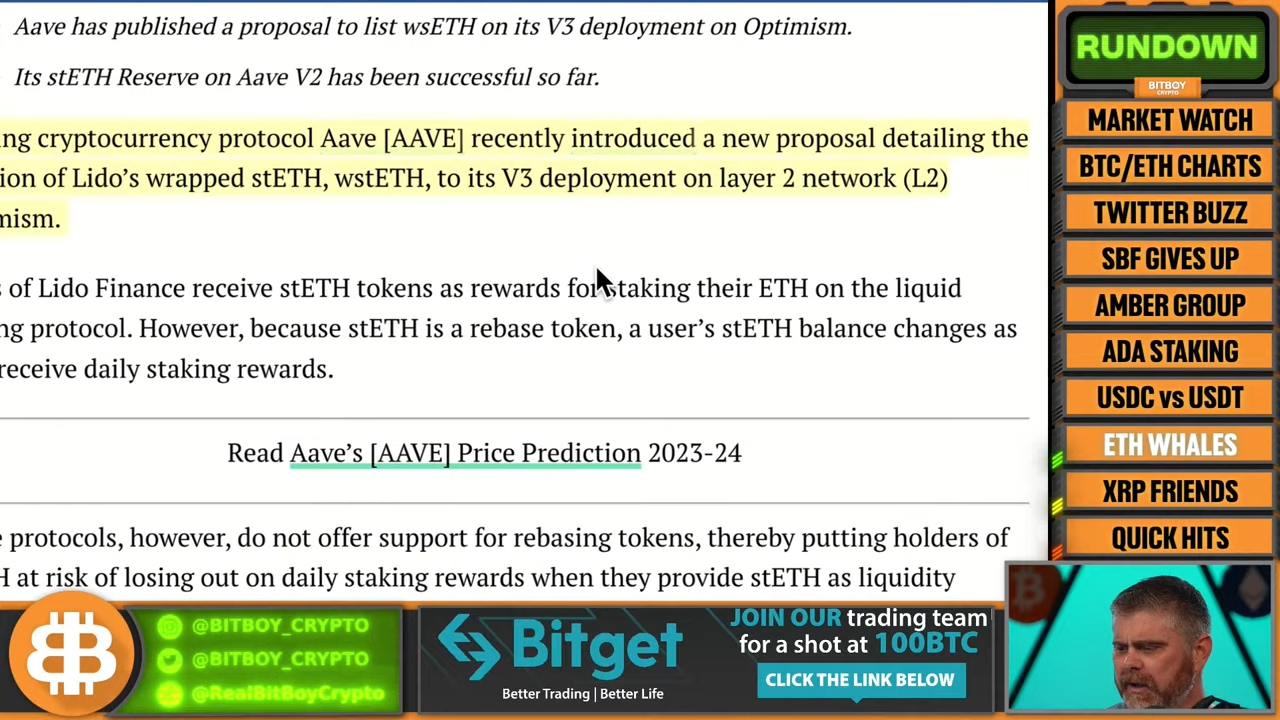 Aave has published a proposal to list wsETH on its V3 deployment on Optimism.
Its stETH Reserve on Aave V2 has been successful so far.
ng cryptocurrency protocol Aave [AAVE] recently introduced a new proposal detailing the
ion of Lido’s wrapped stETH, wstETH, to its V3 deployment on layer 2 network (L2)
mism.
s of Lido Finance receive stETH tokens as rewards for staking their ETH on the liquid
ng protocol. However, because stETH is a rebase token, a user’s stETH balance changes as
receive daily staking rewards.
Read Aave’s [AAVE] Price Prediction 2023-24
e protocols, however, do not offer support for rebasing tokens, thereby putting holders of
H at risk of losing out on daily staking rewards when they provide stETH as liquidity
RUNDOWN
BITBOY
CRYPTO
MARKET WATCH
BTC/ETH CHARTS
TWITTER BUZZ
SBF GIVES UP
AMBER GROUP
ADA STAKING
USDC vs USDT
ETH WHALES
XRP FRIENDS
QUICK HITS
@BITBOY_CRYPTO
@BITBOY_CRYPTO
@RealBitBoyCrypto
Bitget
Better Trading | Better Life
JOIN OUR trading team
for a shot at 100BTC
CLICK THE LINK BELOW